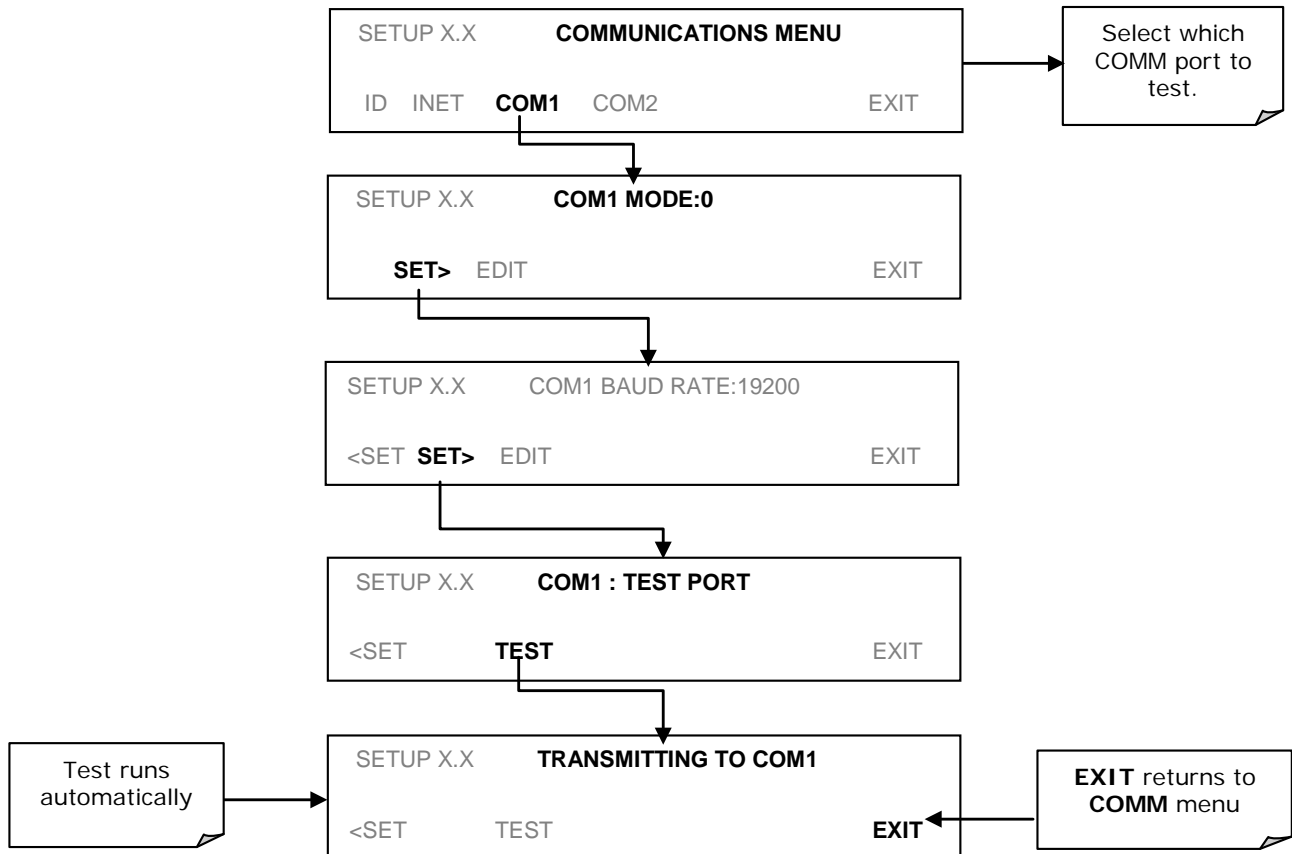 SETUP X.X COMMUNICATIONS MENU
ID INET COM1 COM2 EXIT
Select which
COMM port to
test.
SETUP X.X COM1 MODE:0
SET> EDIT EXIT
SETUP X.X COM1 BAUD RATE:19200
<SET SET> EDIT EXIT
SETUP X.X COM1 : TEST PORT
<SET TEST EXIT
Test runs
automatically
SETUP X.X TRANSMITTING TO COM1
<SET TEST EXIT
EXIT returns to
COMM menu